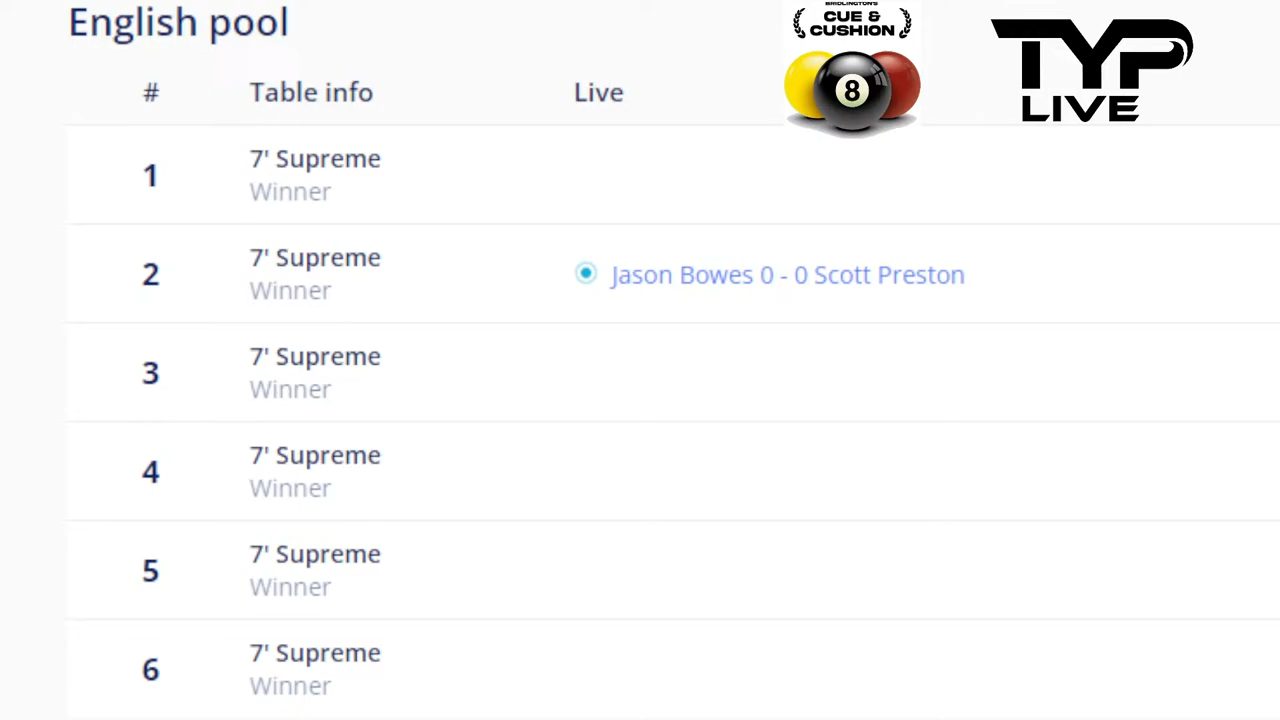 English pool
BRIDLINGTON'S
CUE &
CUSHION
8
TYP
LIVE
# Table info Live
1 7' Supreme
Winner
2 7' Supreme
Winner
Jason Bowes 0 - 0 Scott Preston
3 7' Supreme
Winner
4 7' Supreme
Winner
5 7' Supreme
Winner
6 7' Supreme
Winner